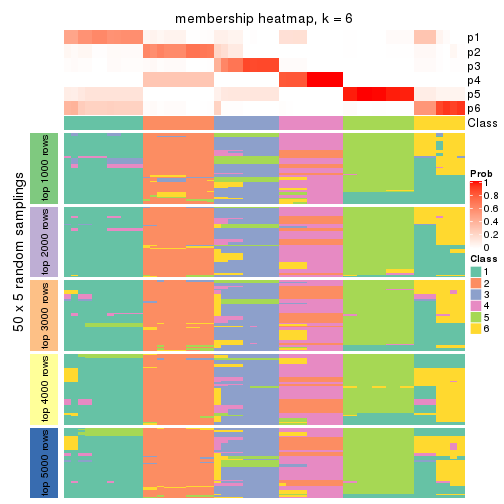 membership heatmap, k = 6
p1
p2
p3
p4
p5
p6
Class
50 x 5 random samplings
top 1000 rows
top 2000 rows
top 3000 rows
top 4000 rows
top 5000 rows
Prob
1
0.8
0.6
0.4
0.2
0
Class
1
2
3
4
5
6